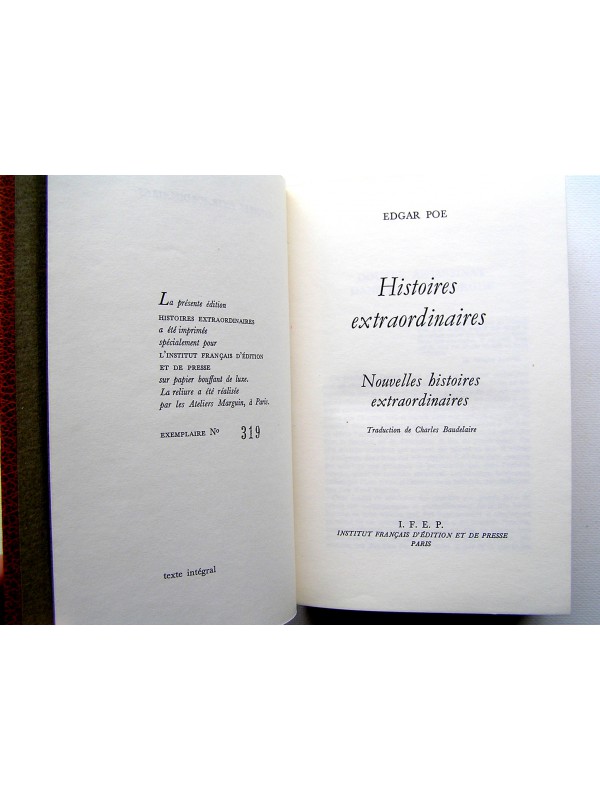 La présente édition
HISTOIRES EXTRAORDINAIRES
a été imprimée
spécialement pour
L'INSTITUT FRANÇAIS D'ÉDITION
ET DE PRESSE
sur papier bouffant de luxe.
La reliure a été réalisée
par les Ateliers Marguin, à Paris.
EXEMPLAIRE No 319
texte intégral
EDGAR POE
Histoires
extraordinaires
Nouvelles histoires
extraordinaires
Traduction de Charles Baudelaire
I. F. E. P.
INSTITUT FRANÇAIS D'ÉDITION ET DE PRESSE
PARIS